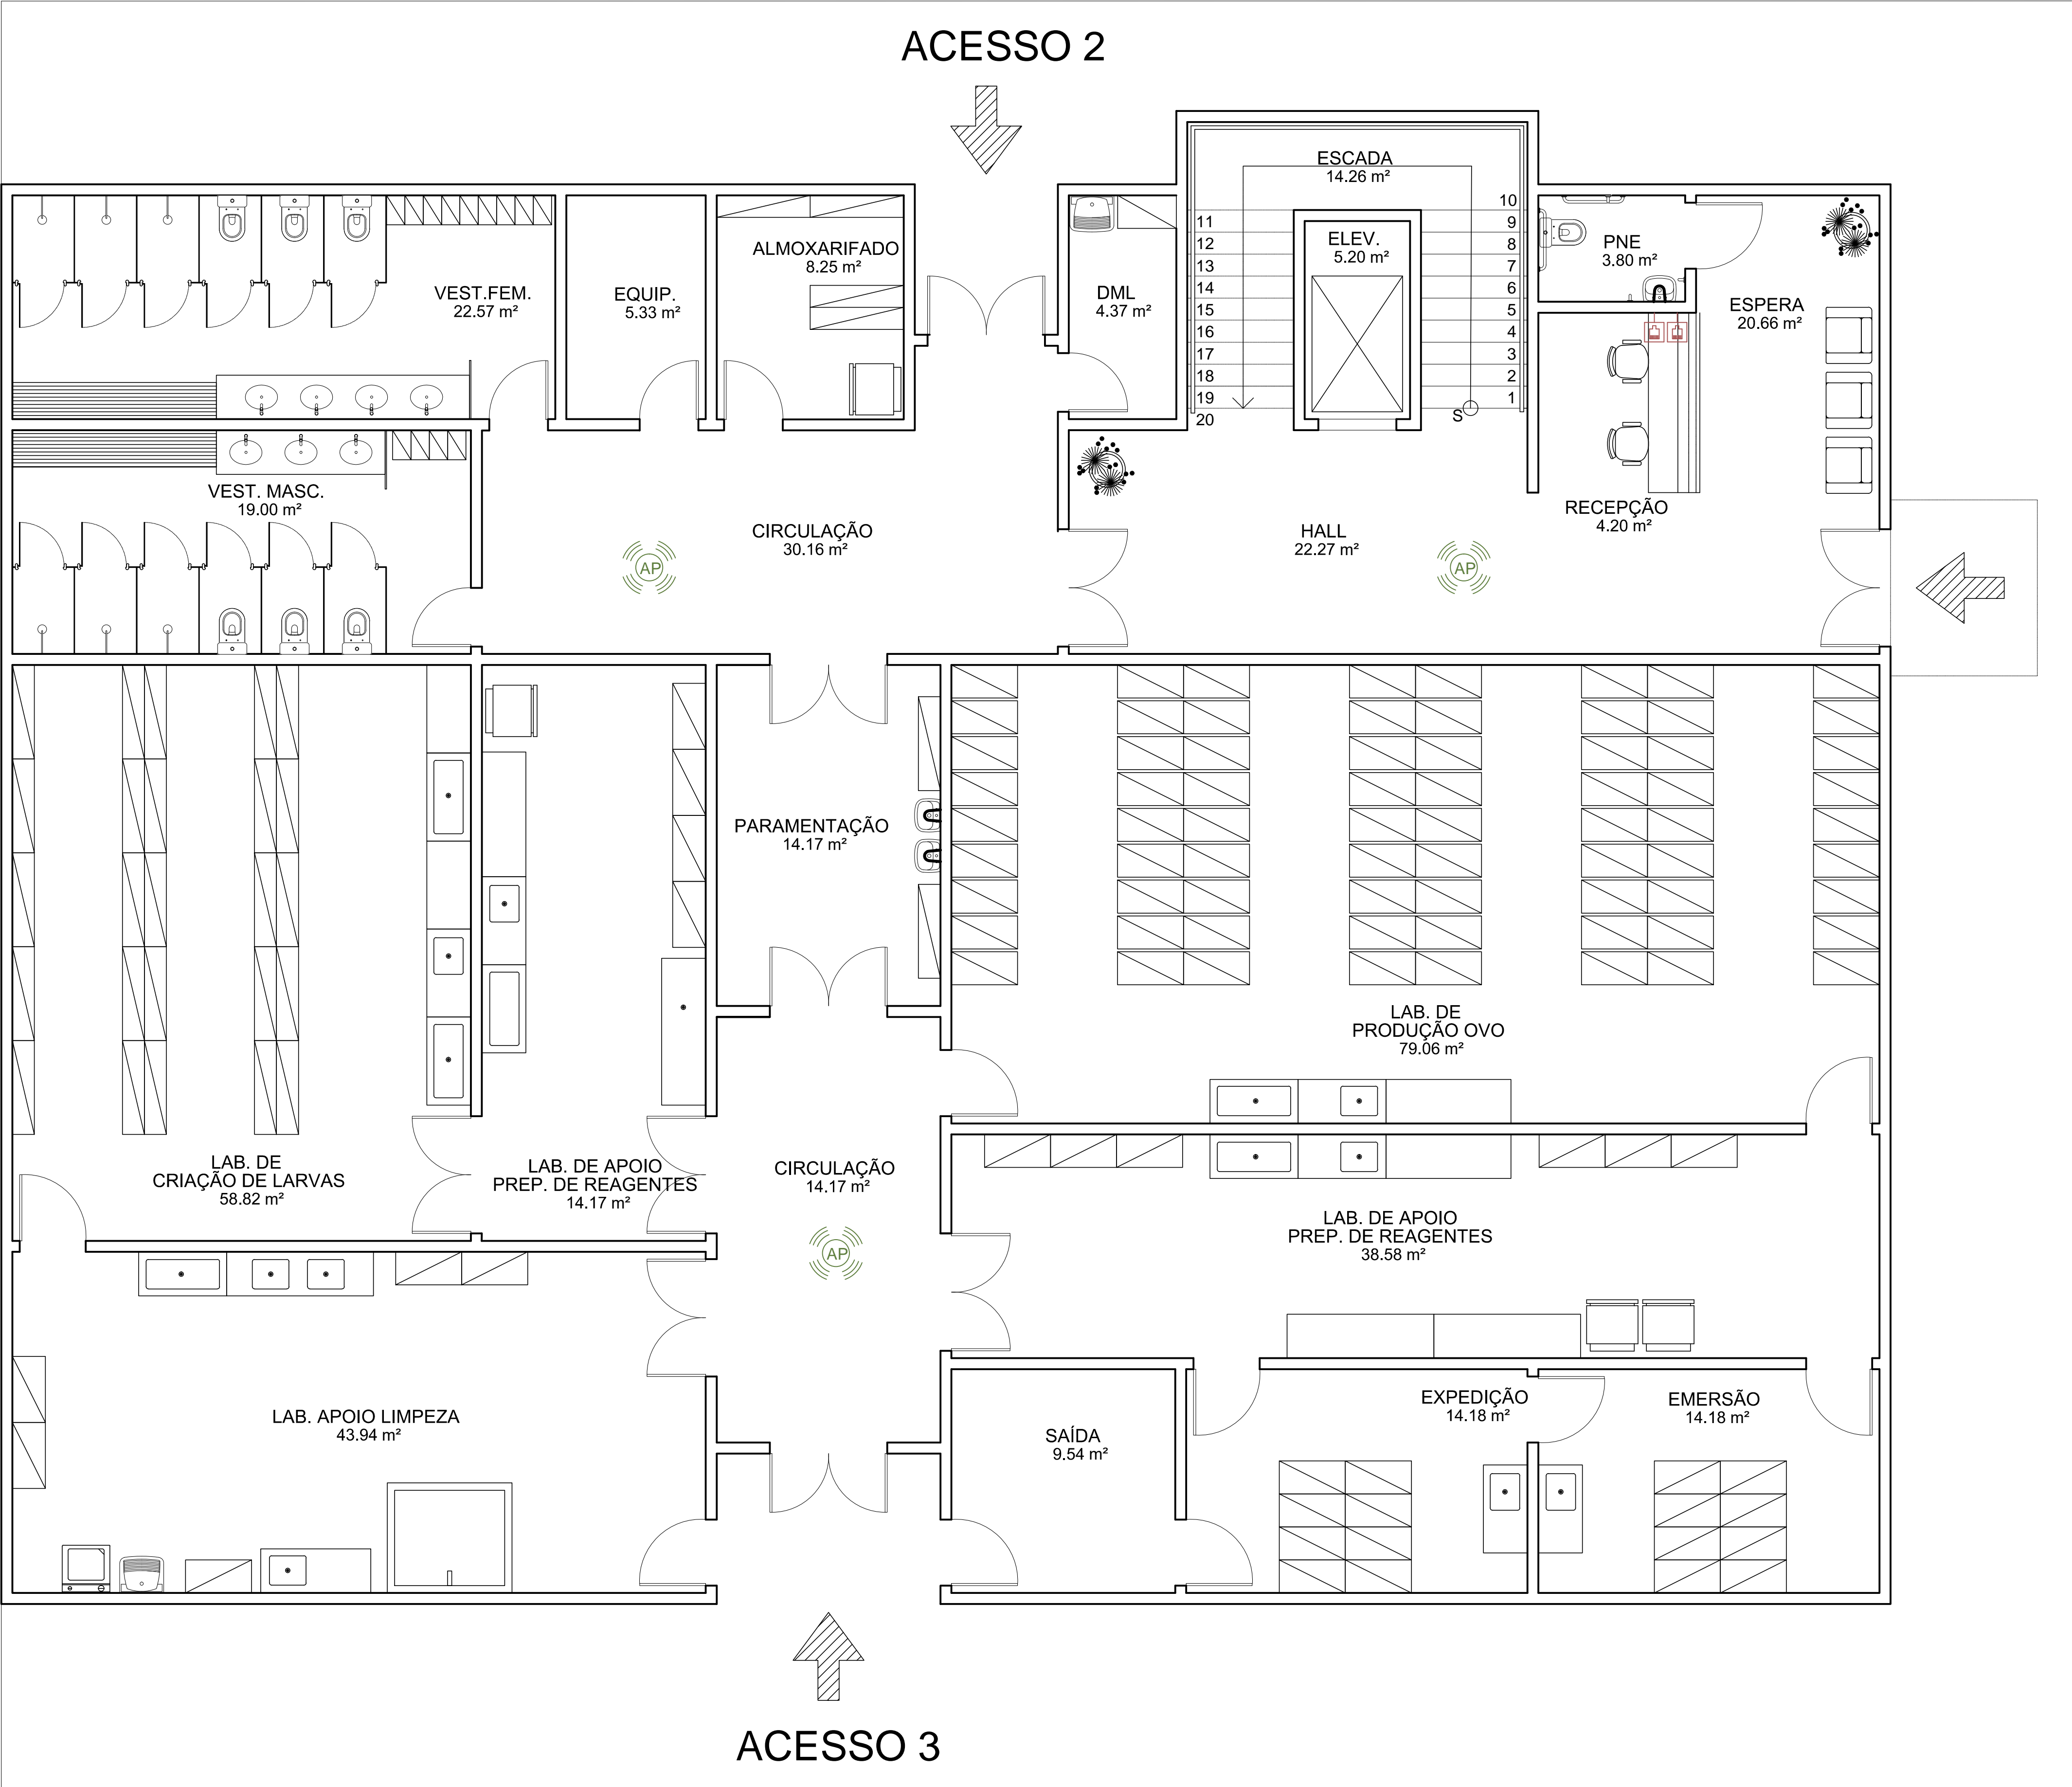 ACESSO 2
ESCADA
14.26 m²
10
11
9
12
8
13
7
14
6
15
5
16
4
17
3
18
2
19
1
20
S
ELEV.
5.20 m²
PNE
3.80 m²
ALMOXARIFADO
8.25 m²
VEST.FEM.
22.57 m²
EQUIP.
5.33 m²
DML
4.37 m²
ESPERA
20.66 m²
VEST. MASC.
19.00 m²
RECEPÇÃO
4.20 m²
CIRCULAÇÃO
30.16 m²
HALL
22.27 m²
AP
AP
PARAMENTAÇÃO
14.17 m²
LAB. DE
PRODUÇÃO OVO
79.06 m²
LAB. DE
CRIAÇÃO DE LARVAS
58.82 m²
LAB. DE APOIO
PREP. DE REAGENTES
14.17 m²
CIRCULAÇÃO
14.17 m²
AP
LAB. DE APOIO
PREP. DE REAGENTES
38.58 m²
LAB. APOIO LIMPEZA
43.94 m²
SAÍDA
9.54 m²
EXPEDIÇÃO
14.18 m²
EMERSÃO
14.18 m²
ACESSO 3